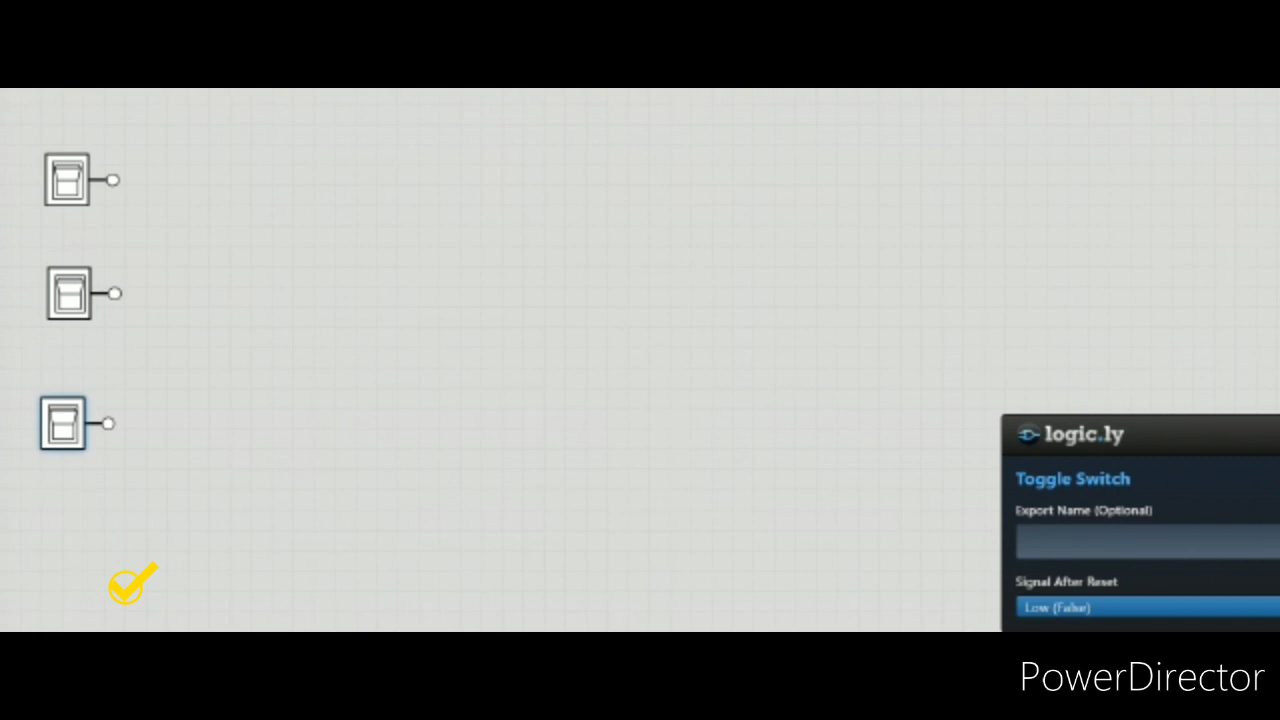 logic.ly
Toggle Switch
Export Name (Optional)
Signal After Reset
Low (False)
PowerDirector